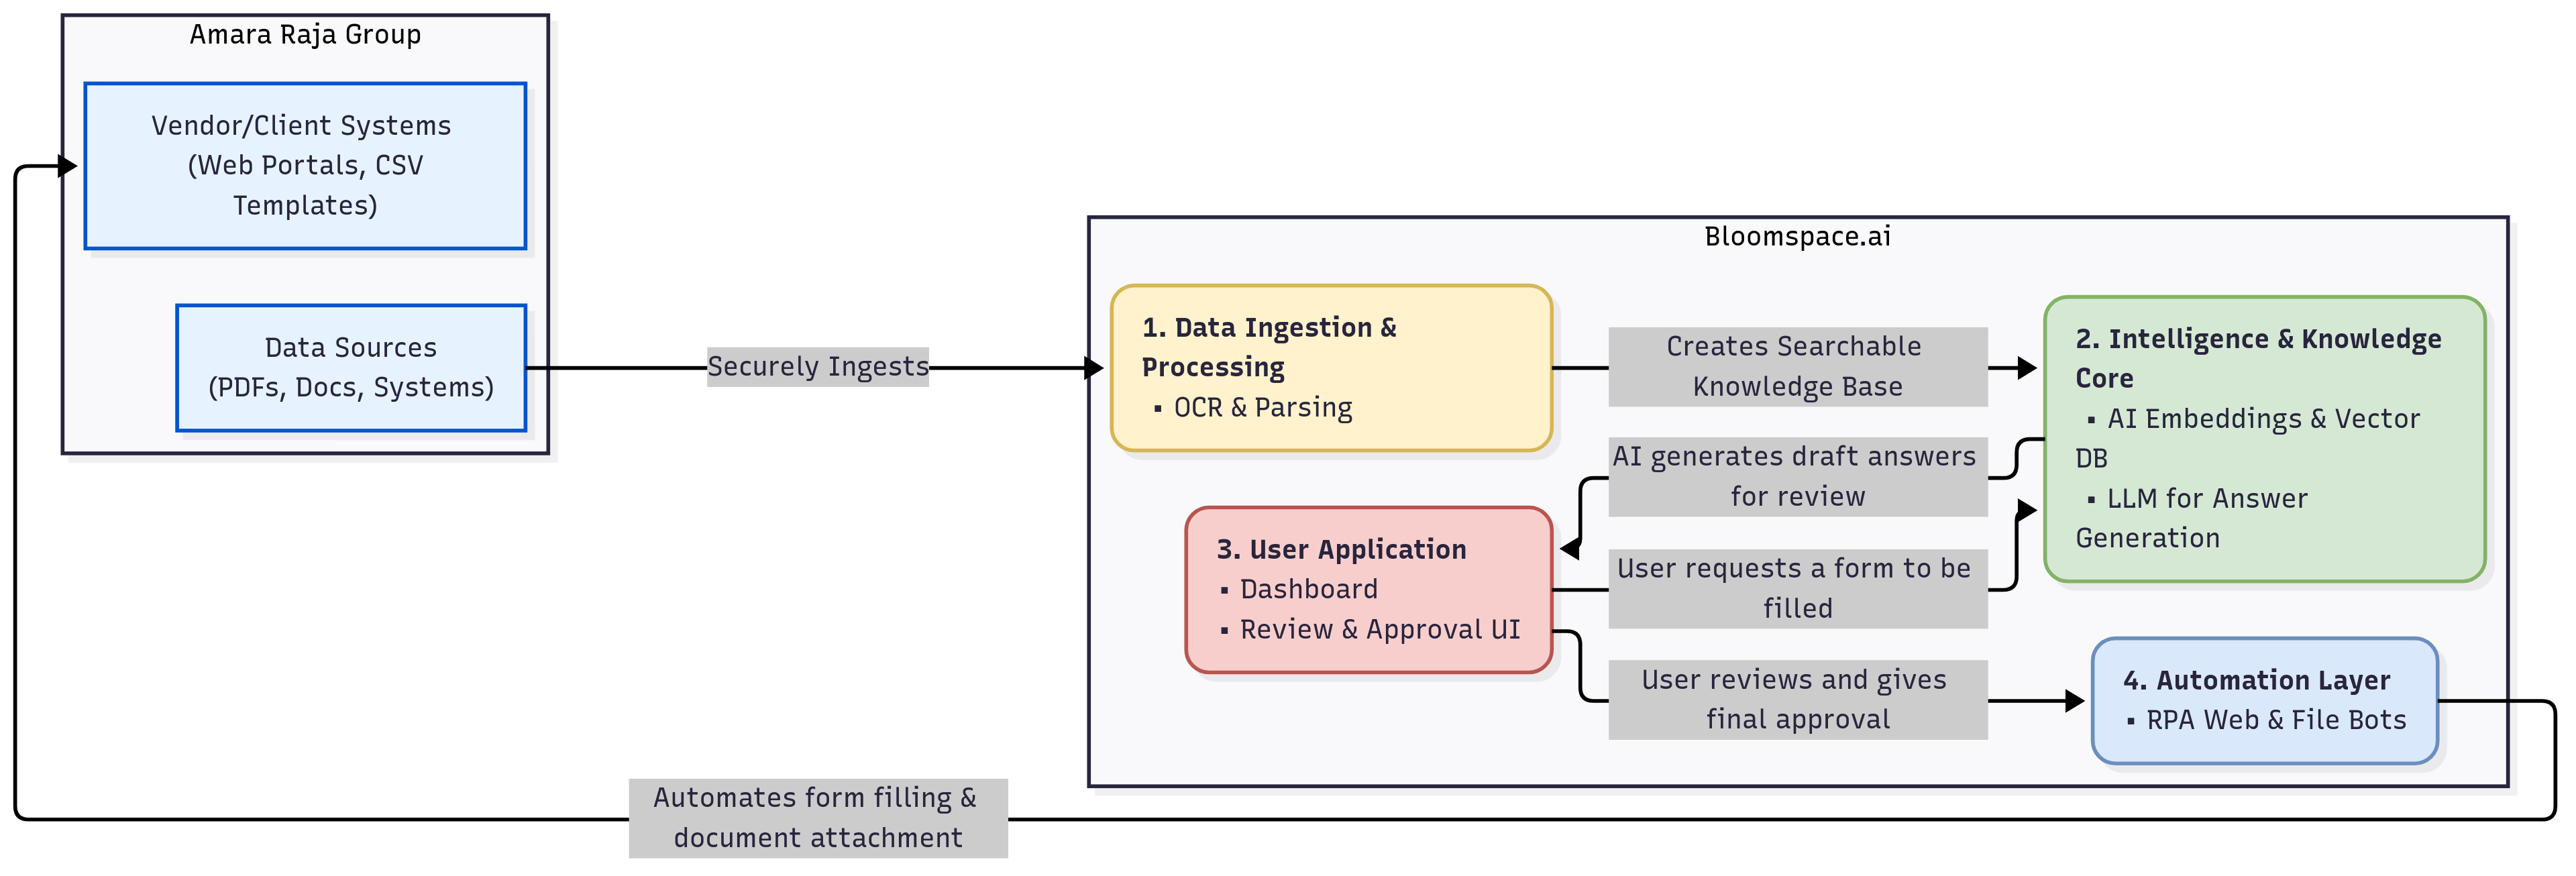 Amara Raja Group
Vendor/Client Systems
(Web Portals, CSV
Templates)
Data Sources
(PDFs, Docs, Systems)
Securely Ingests
Bloomspace.ai
1. Data Ingestion &
Processing
▪ OCR & Parsing
Creates Searchable
Knowledge Base
2. Intelligence & Knowledge
Core
▪ AI Embeddings & Vector
DB
▪ LLM for Answer
Generation
AI generates draft answers
for review
3. User Application
▪ Dashboard
▪ Review & Approval UI
User requests a form to be
filled
User reviews and gives
final approval
4. Automation Layer
▪ RPA Web & File Bots
Automates form filling &
document attachment